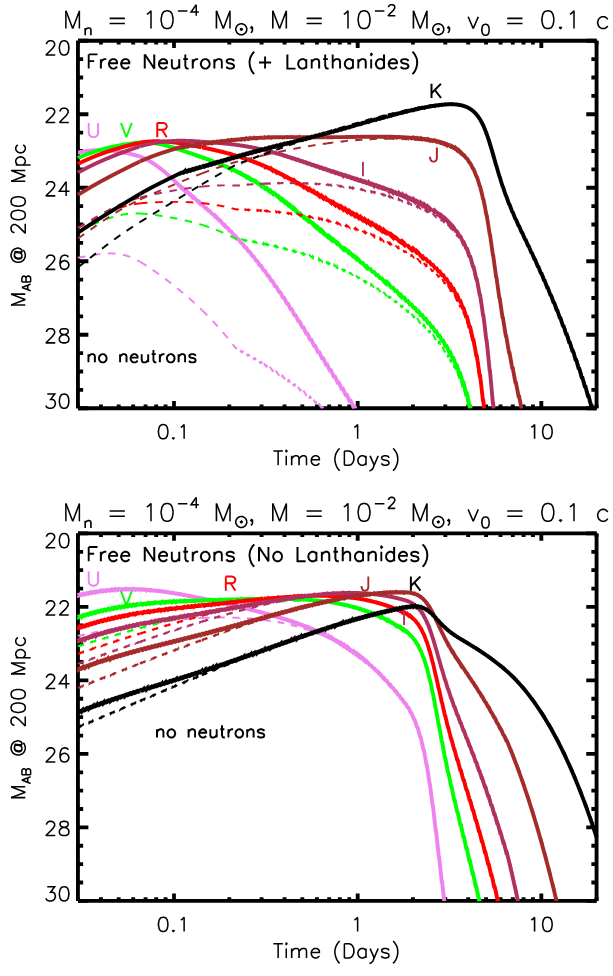 M_n = 10^-4 M_⊙, M = 10^-2 M_⊙, v_0 = 0.1 c
Free Neutrons (+ Lanthanides)
K
U V R
J
I
no neutrons
20
22
24
26
28
30
M_AB @ 200 Mpc
0.1 1 10
Time (Days)
M_n = 10^-4 M_⊙, M = 10^-2 M_⊙, v_0 = 0.1 c
Free Neutrons (No Lanthanides)
U R J K
V
I
no neutrons
20
22
24
26
28
30
M_AB @ 200 Mpc
0.1 1 10
Time (Days)